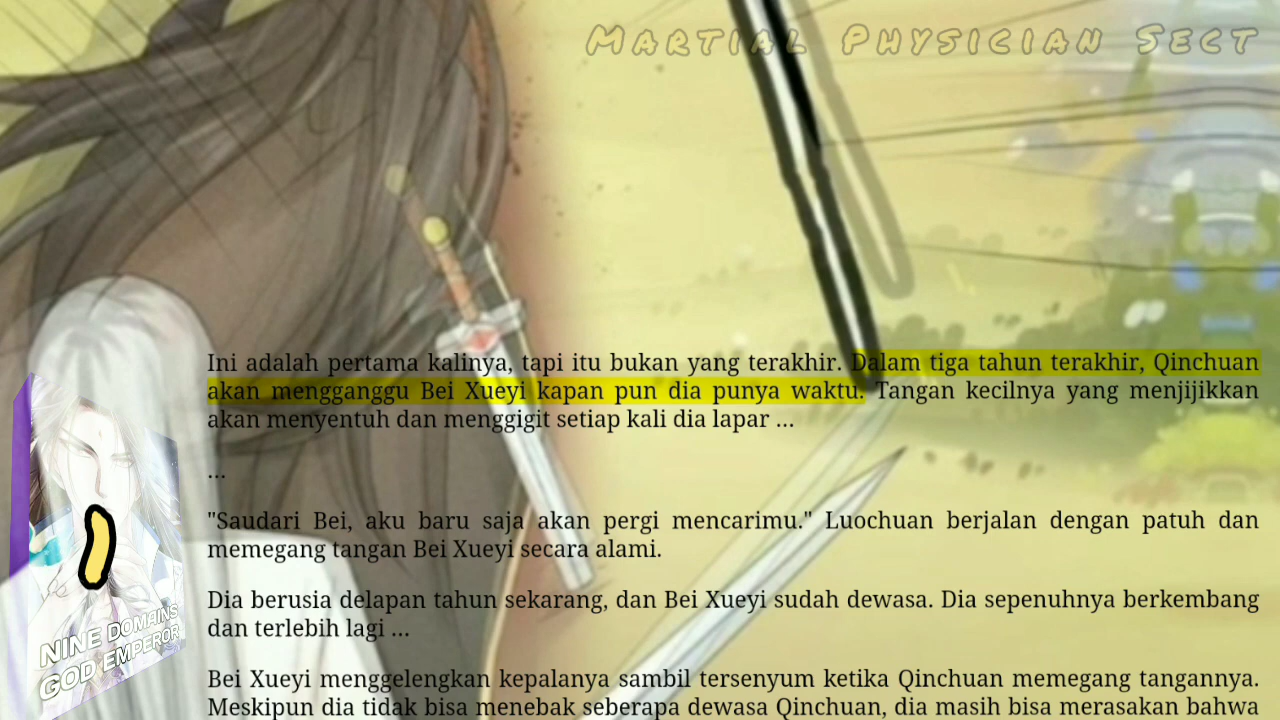 MARTIAL PHYSICIAN SECT
Ini adalah pertama kalinya, tapi itu bukan yang terakhir. Dalam tiga tahun terakhir, Qinchuan
akan mengganggu Bei Xueyi kapan pun dia punya waktu. Tangan kecilnya yang menjijikkan
akan menyentuh dan menggigit setiap kali dia lapar ...
...
"Saudari Bei, aku baru saja akan pergi mencarimu." Luochuan berjalan dengan patuh dan
memegang tangan Bei Xueyi secara alami.
Dia berusia delapan tahun sekarang, dan Bei Xueyi sudah dewasa. Dia sepenuhnya berkembang
dan terlebih lagi ...
Bei Xueyi menggelengkan kepalanya sambil tersenyum ketika Qinchuan memegang tangannya.
Meskipun dia tidak bisa menebak seberapa dewasa Qinchuan, dia masih bisa merasakan bahwa
NINE DOMAINS
GOD EMPEROR